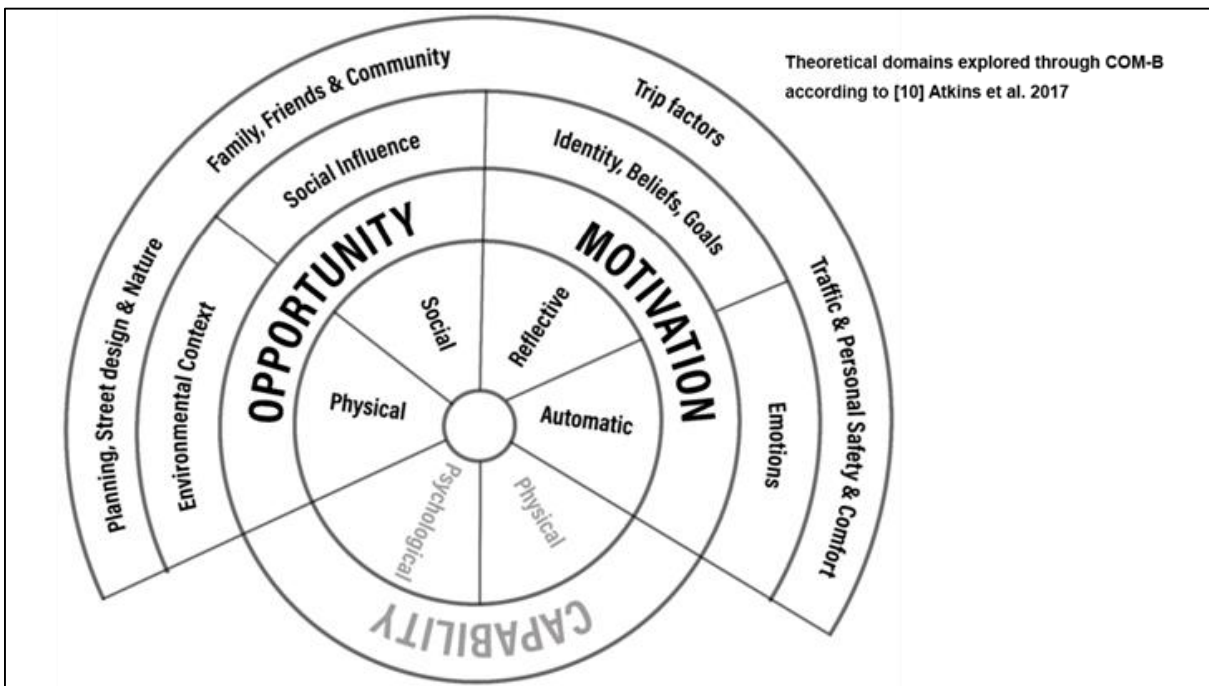 Theoretical domains explored through COM-B
according to [10] Atkins et al. 2017
Planning, Street design & Nature
Family, Friends & Community
Trip factors
Traffic & Personal Safety & Comfort
Environmental Context
Social Influence
Identity, Beliefs, Goals
Emotions
OPPORTUNITY
MOTIVATION
CAPABILITY
Physical
Social
Reflective
Automatic
Physical
Psychological